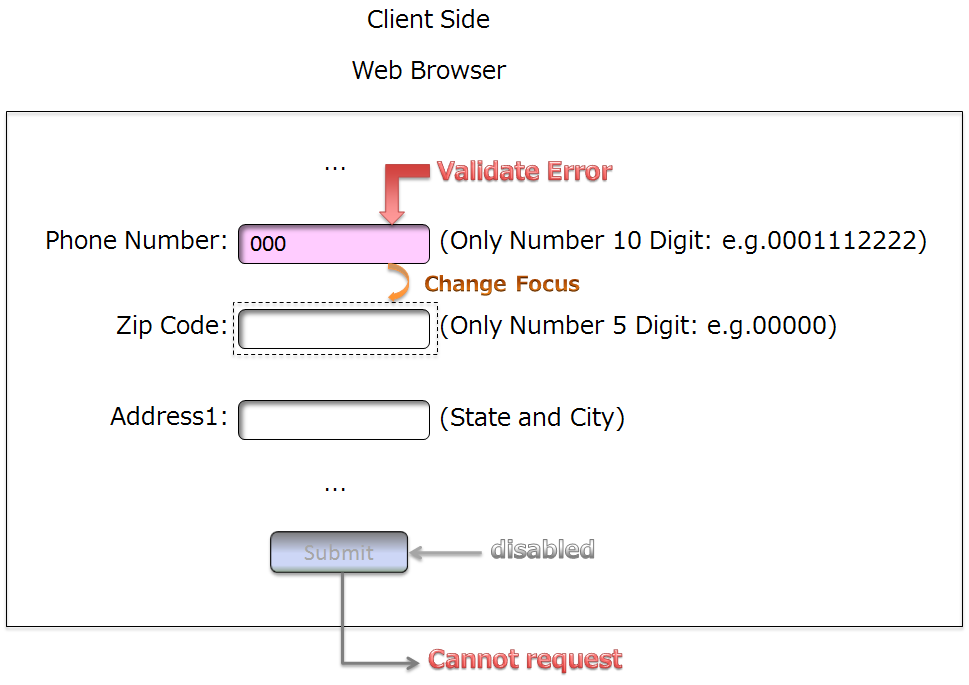 Client Side
Web Browser
...
Validate Error
Phone Number: 000 (Only Number 10 Digit: e.g.0001112222)
Change Focus
Zip Code: (Only Number 5 Digit: e.g.00000)
Address1: (State and City)
...
Submit disabled
Cannot request